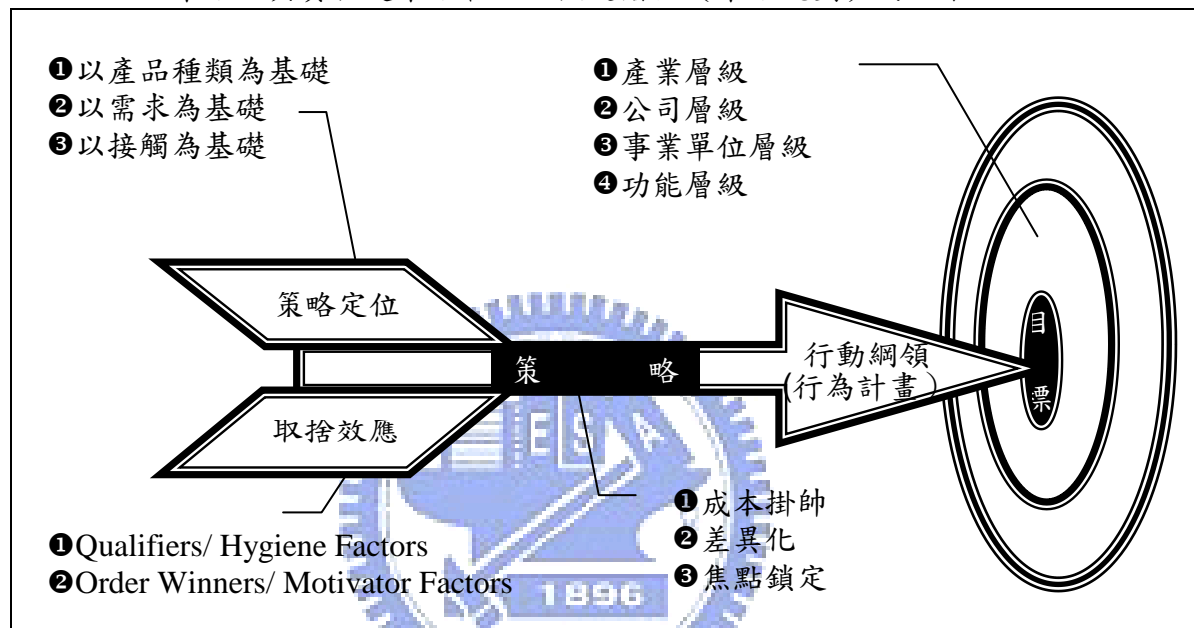 ❶以產品種類為基礎
❷以需求為基礎
❸以接觸為基礎
❶產業層級
❷公司層級
❸事業單位層級
❹功能層級
策略定位
策 略
行動綱領
(行為計畫)
目
票
取捨效應
❶Qualifiers/ Hygiene Factors
❷Order Winners/ Motivator Factors
❶成本掛帥
❷差異化
❸焦點鎖定
E S A
1896